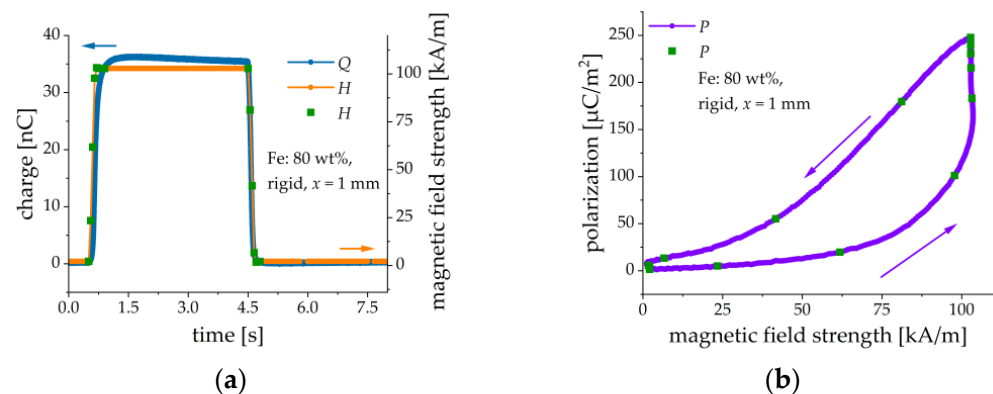 40
30
20
10
0
charge [nC]
0.0
1.5
3.0
4.5
6.0
7.5
time [s]
100
75
50
25
0
magnetic field strength [kA/m]
Q
H
H
Fe: 80 wt%,
rigid, x = 1 mm
(a)
250
200
150
100
50
0
polarization [µC/m²]
0
25
50
75
100
magnetic field strength [kA/m]
P
P
Fe: 80 wt%,
rigid, x = 1 mm
(b)